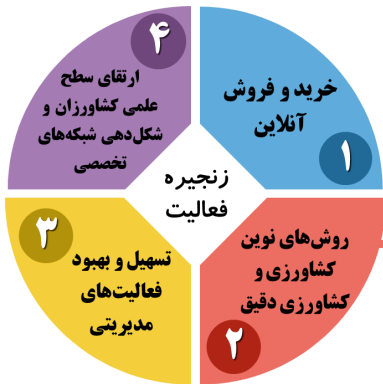 زنجیره
فعالیت
خرید و فروش
آنلاین
۱
روش‌های نوین
کشاورزی و
کشاورزی دقیق
۲
تسهیل و بهبود
فعالیت‌های
مدیریتی
۳
ارتقای سطح
علمی کشاورزان و
شکل‌دهی شبکه‌های
تخصصی
۴